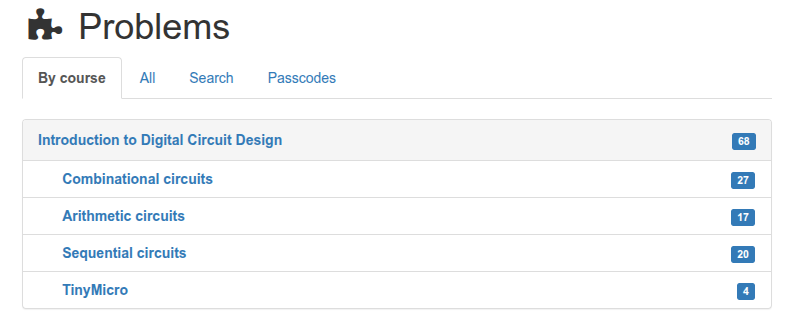 Problems
By course All Search Passcodes
Introduction to Digital Circuit Design 68
Combinational circuits 27
Arithmetic circuits 17
Sequential circuits 20
TinyMicro 4